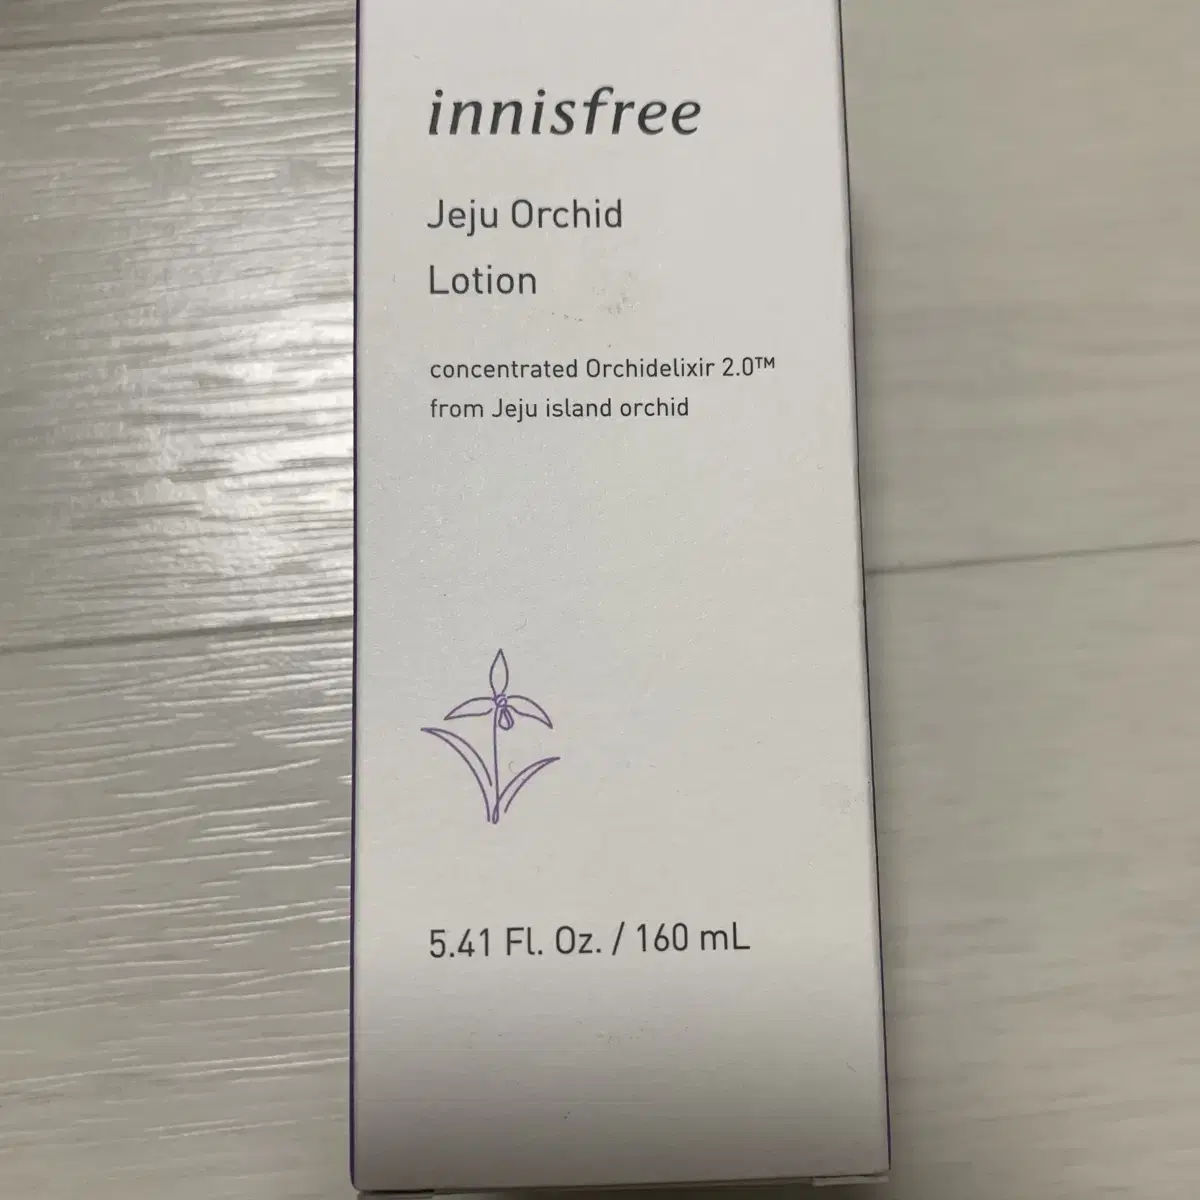 innisfree
Jeju Orchid
Lotion
concentrated Orchidelixir 2.0™
from Jeju island orchid
5.41 Fl. Oz. / 160 mL